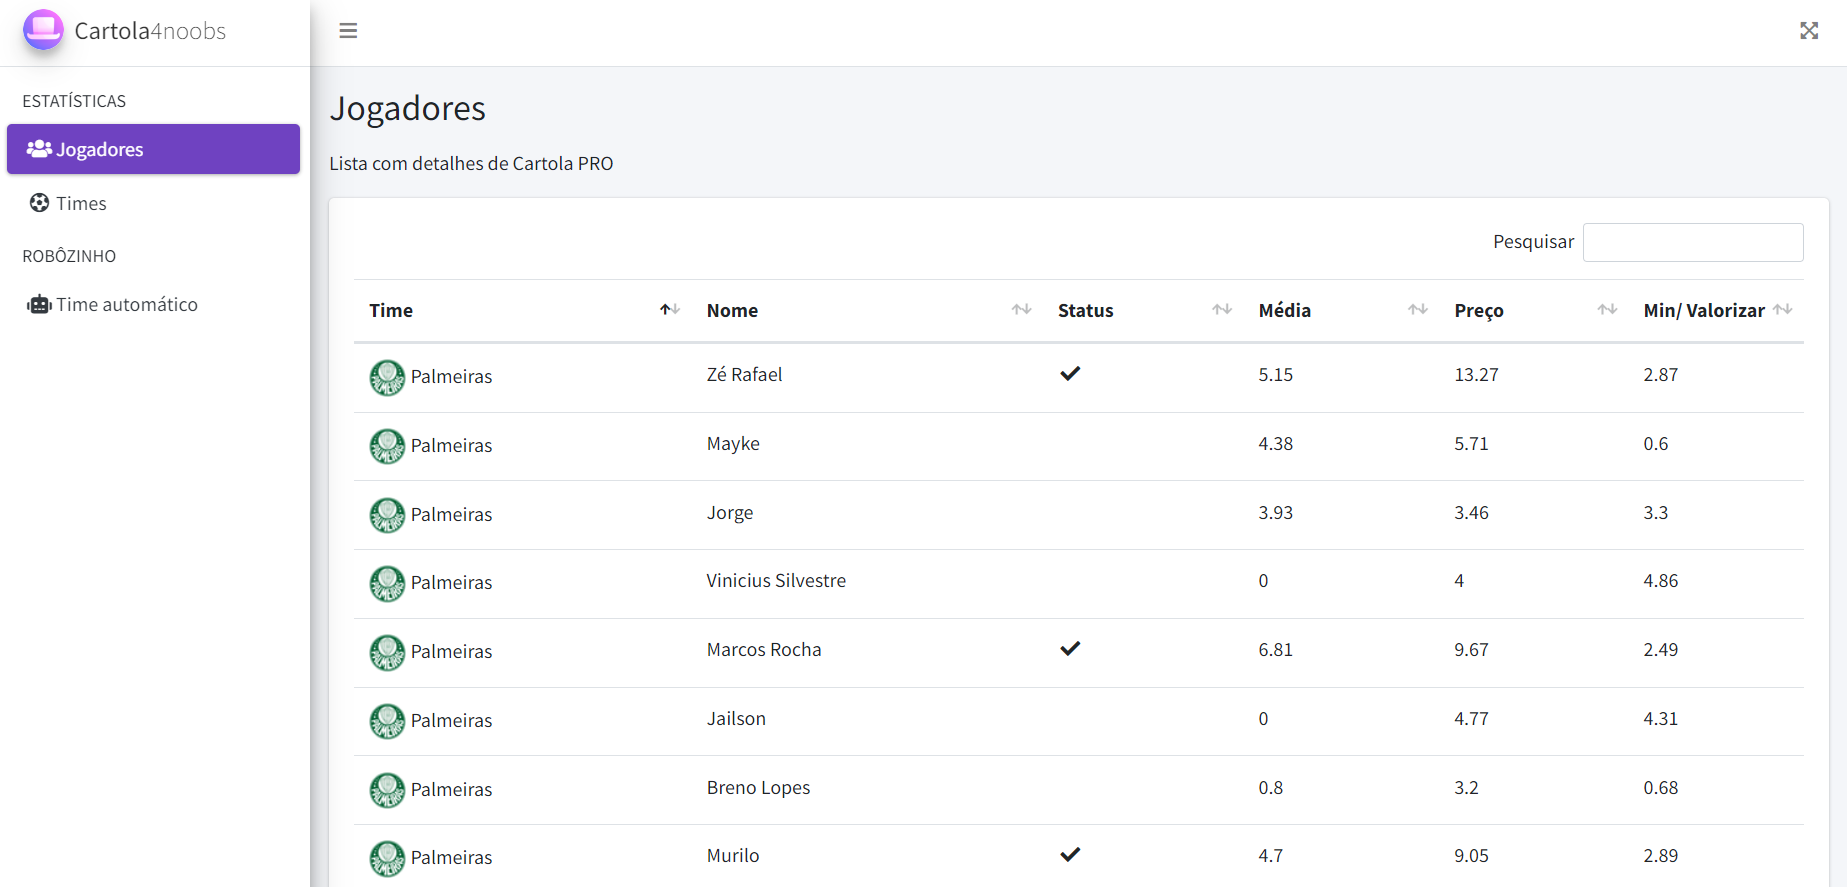 Cartola4noobs
ESTATÍSTICAS
Jogadores
Times
ROBÔZINHO
Time automático
Jogadores
Lista com detalhes de Cartola PRO
Pesquisar
Time Nome Status Média Preço Min/ Valorizar
Palmeiras Zé Rafael 5.15 13.27 2.87
Palmeiras Mayke 4.38 5.71 0.6
Palmeiras Jorge 3.93 3.46 3.3
Palmeiras Vinicius Silvestre 0 4 4.86
Palmeiras Marcos Rocha 6.81 9.67 2.49
Palmeiras Jailson 0 4.77 4.31
Palmeiras Breno Lopes 0.8 3.2 0.68
Palmeiras Murilo 4.7 9.05 2.89